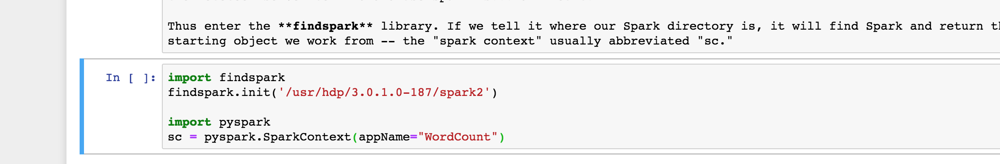 Thus enter the **findspark** library. If we tell it where our Spark directory is, it will find Spark and return
starting object we work from -- the "spark context" usually abbreviated "sc."
In [ ]: import findspark
findspark.init('/usr/hdp/3.0.1.0-187/spark2')
import pyspark
sc = pyspark.SparkContext(appName="WordCount")